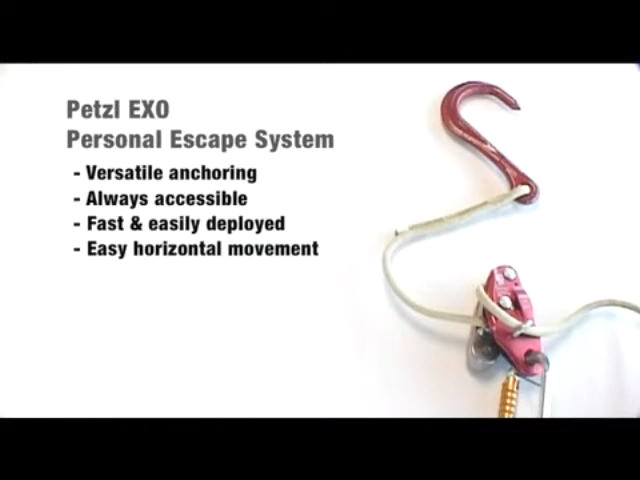 Petzl EXO
Personal Escape System
- Versatile anchoring
- Always accessible
- Fast & easily deployed
- Easy horizontal movement